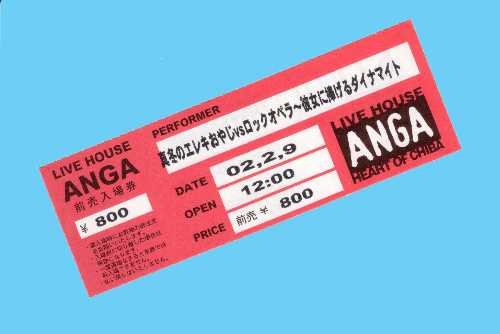 LIVE HOUSE
ANGA
前売入場券
¥ 800
PERFORMER
真冬のエレキおやじvsロックオペラ～彼女に捧げるダイナマイト
DATE
02,2,9
OPEN
12:00
PRICE
前売 ¥ 800
LIVE HOUSE
ANGA
HEART OF CHIBA